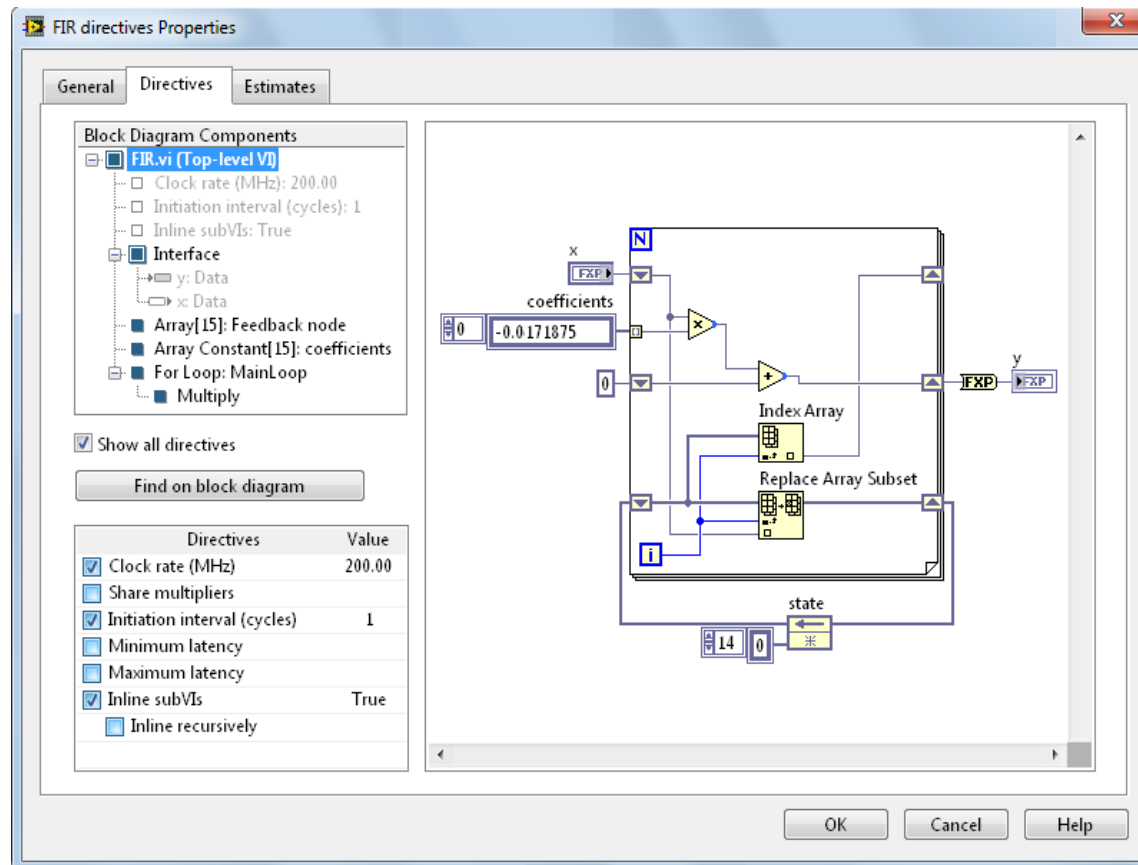 FIR directives Properties
General Directives Estimates
Block Diagram Components
FIR.vi (Top-level VI)
Clock rate (MHz): 200.00
Initiation interval (cycles): 1
Inline subVIs: True
Interface
y: Data
x: Data
Array[15]: Feedback node
Array Constant[15]: coefficients
For Loop: MainLoop
Multiply
Show all directives
Find on block diagram
Directives Value
Clock rate (MHz) 200.00
Share multipliers
Initiation interval (cycles) 1
Minimum latency
Maximum latency
Inline subVIs True
Inline recursively
N
x
FXP
coefficients
0 -0.0171875
x
y
0 + FXP FXP
Index Array
Replace Array Subset
i
state
14 0
OK Cancel Help